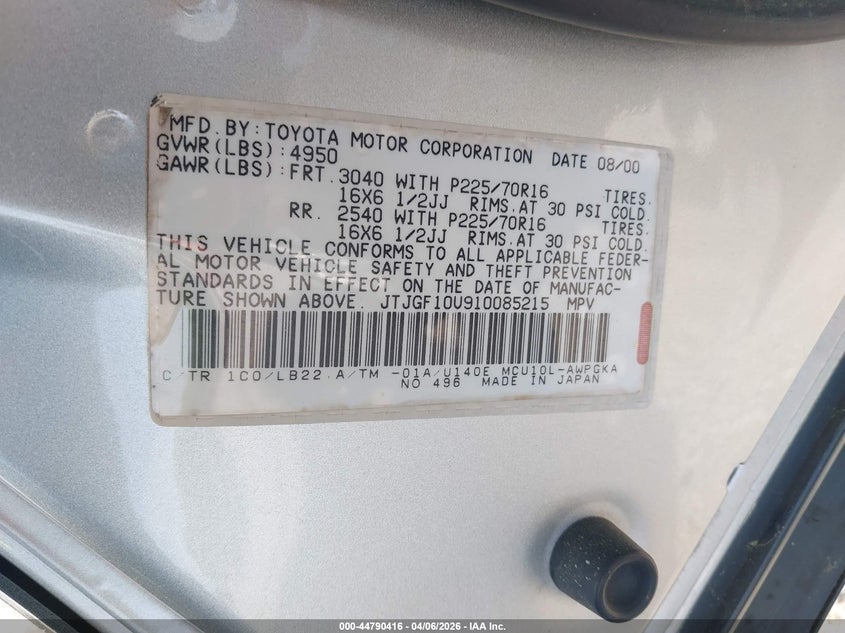 MFD. BY: TOYOTA MOTOR CORPORATION DATE 08/00
GVWR(LBS):4950
GAWR(LBS):FRT. 3040 WITH P225/70R16 TIRES.
16X6 1/2JJ RIMS.AT 30 PSI COLD.
RR. 2540 WITH P225/70R16 TIRES.
16X6 1/2JJ RIMS.AT 30 PSI COLD.
THIS VEHICLE CONFORMS TO ALL APPLICABLE FEDER-
AL MOTOR VEHICLE SAFETY AND THEFT PREVENTION
STANDARDS IN EFFECT ON THE DATE OF MANUFAC-
TURE SHOWN ABOVE. JTJGF10U910085215 MPV
C/TR 1C0/LB22 A/TM -01A/U140E MCU10L-AWPGKA
NO 496 MADE IN JAPAN
000-44790416 - 04/06/2026 - IAA Inc.